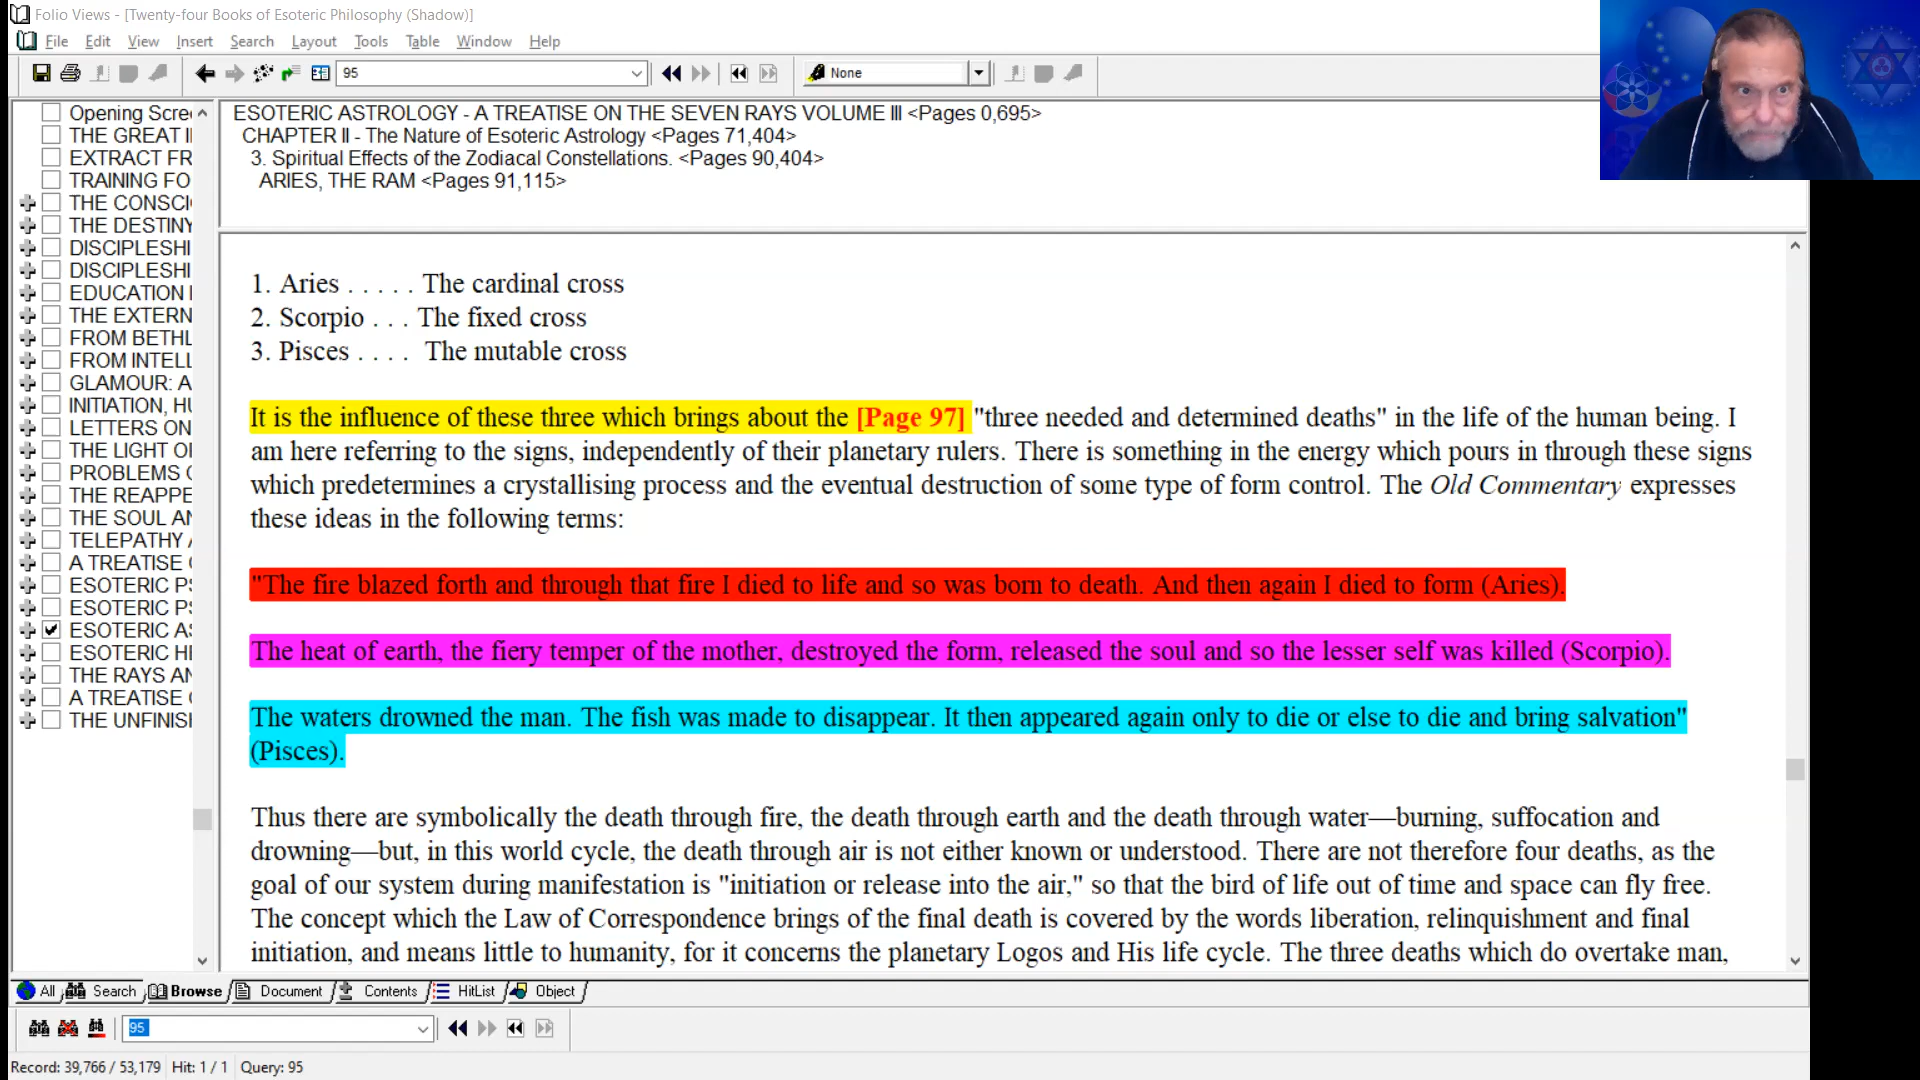 Folio Views - [Twenty-four Books of Esoteric Philosophy (Shadow)]
File Edit View Insert Search Layout Tools Table Window Help
95 None
Opening Scree
THE GREAT I
EXTRACT FR
TRAINING FO
THE CONSCI
THE DESTINY
DISCIPLESHI
DISCIPLESHI
EDUCATION I
THE EXTERN
FROM BETHL
FROM INTELL
GLAMOUR: A
INITIATION, HU
LETTERS ON
THE LIGHT OF
PROBLEMS O
THE REAPPE
THE SOUL AN
TELEPATHY A
A TREATISE O
ESOTERIC PS
ESOTERIC PS
ESOTERIC AS
ESOTERIC HE
THE RAYS AN
A TREATISE O
THE UNFINISH
ESOTERIC ASTROLOGY - A TREATISE ON THE SEVEN RAYS VOLUME III <Pages 0,695>
CHAPTER II - The Nature of Esoteric Astrology <Pages 71,404>
3. Spiritual Effects of the Zodiacal Constellations. <Pages 90,404>
ARIES, THE RAM <Pages 91,115>
1. Aries . . . . . The cardinal cross
2. Scorpio . . . The fixed cross
3. Pisces . . . . The mutable cross
It is the influence of these three which brings about the [Page 97] "three needed and determined deaths" in the life of the human being. I
am here referring to the signs, independently of their planetary rulers. There is something in the energy which pours in through these signs
which predetermines a crystallising process and the eventual destruction of some type of form control. The Old Commentary expresses
these ideas in the following terms:
"The fire blazed forth and through that fire I died to life and so was born to death. And then again I died to form (Aries).
The heat of earth, the fiery temper of the mother, destroyed the form, released the soul and so the lesser self was killed (Scorpio).
The waters drowned the man. The fish was made to disappear. It then appeared again only to die or else to die and bring salvation"
(Pisces).
Thus there are symbolically the death through fire, the death through earth and the death through water—burning, suffocation and
drowning—but, in this world cycle, the death through air is not either known or understood. There are not therefore four deaths, as the
goal of our system during manifestation is "initiation or release into the air," so that the bird of life out of time and space can fly free.
The concept which the Law of Correspondence brings of the final death is covered by the words liberation, relinquishment and final
initiation, and means little to humanity, for it concerns the planetary Logos and His life cycle. The three deaths which do overtake man,
All Search Browse Document Contents HitList Object
95
Record: 39,766 / 53,179 Hit: 1 / 1 Query: 95